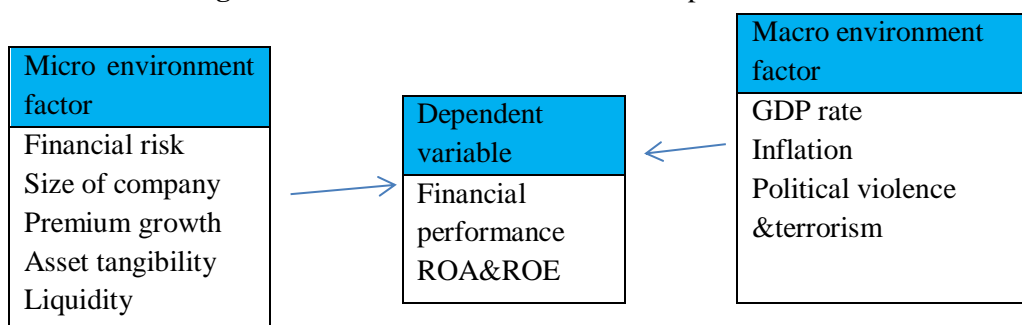 Micro environment
factor
Financial risk
Size of company
Premium growth
Asset tangibility
Liquidity
Dependent
variable
Financial
performance
ROA&ROE
Macro environment
factor
GDP rate
Inflation
Political violence
&terrorism